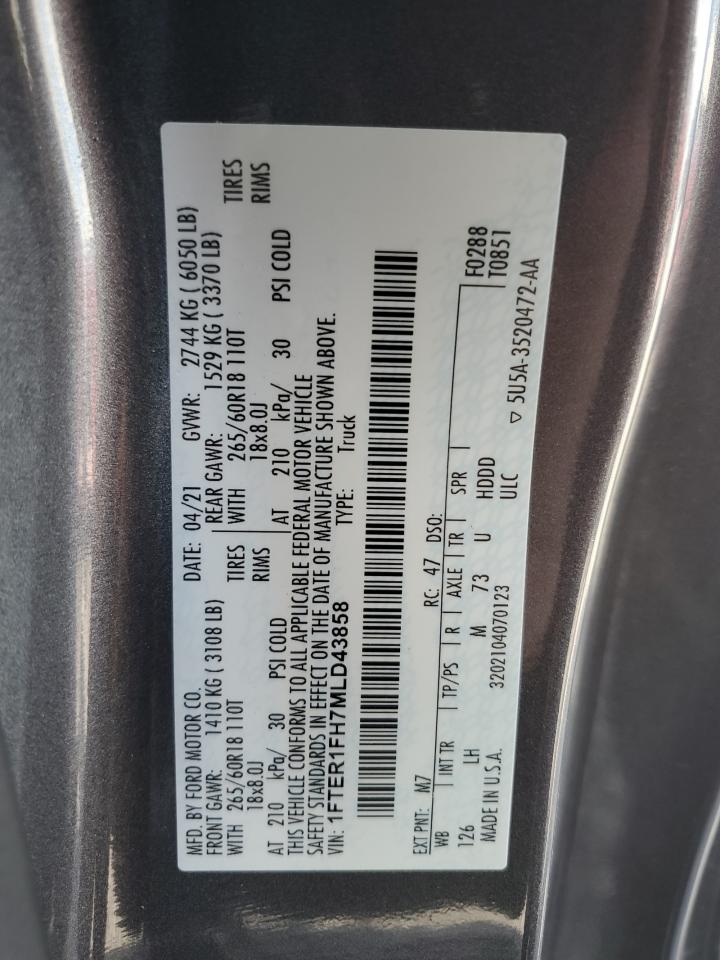 MFD. BY FORD MOTOR CO. DATE: 04/21 GVWR: 2744 KG ( 6050 LB)
FRONT GAWR: 1410 KG ( 3108 LB) REAR GAWR: 1529 KG ( 3370 LB)
WITH 265/60R18 110T TIRES WITH 265/60R18 110T TIRES
18x8.0J RIMS 18x8.0J RIMS
AT 210 kPa/ 30 PSI COLD AT 210 kPa/ 30 PSI COLD
THIS VEHICLE CONFORMS TO ALL APPLICABLE FEDERAL MOTOR VEHICLE
SAFETY STANDARDS IN EFFECT ON THE DATE OF MANUFACTURE SHOWN ABOVE.
VIN: 1FTER1FH7MLD43858 TYPE: Truck
EXT PNT: M7 RC: 47 DSO:
WB INT TR TP/PS R AXLE TR SPR F0288
126 LH M 73 U HDDD T0851
MADE IN U.S.A. 3202104070123 ULC ▽ 5U5A-3520472-AA